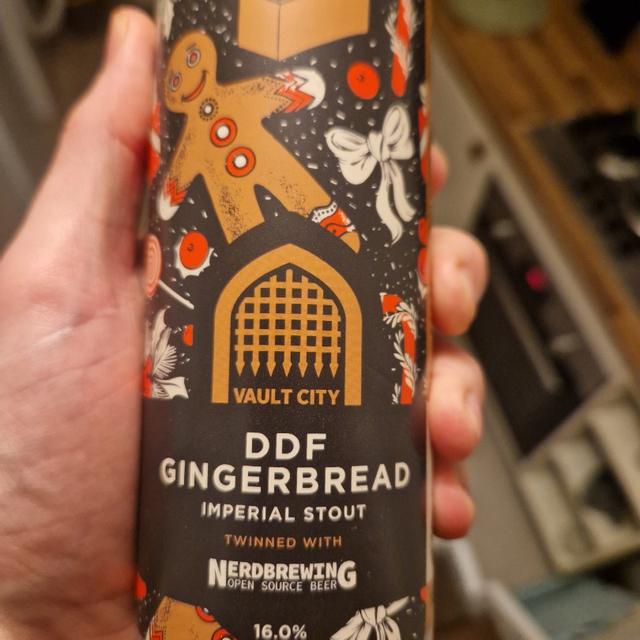 VAULT CITY
DDF
GINGERBREAD
IMPERIAL STOUT
TWINNED WITH
NERDBREWING
OPEN SOURCE BEER
16.0%